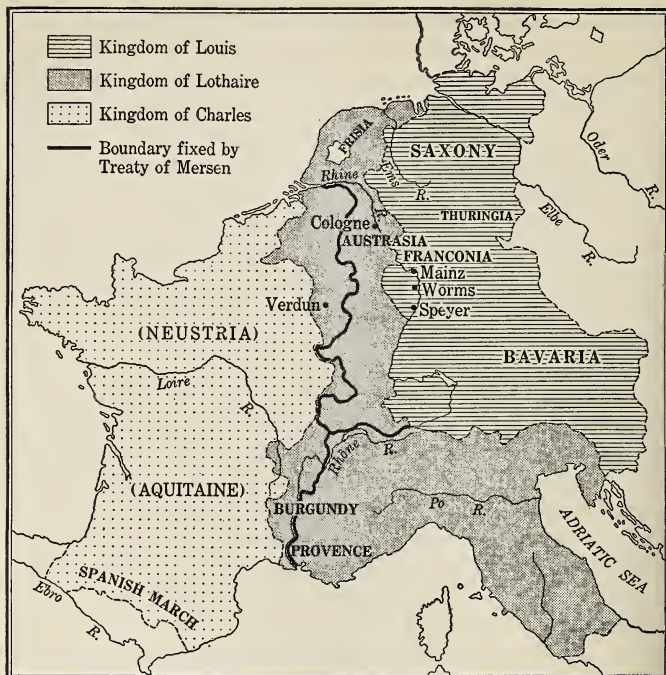 Kingdom of Louis
Kingdom of Lothaire
Kingdom of Charles
Boundary fixed by
Treaty of Mersen
FRISIA
Ems
R.
SAXONY
Oder
R.
Rhine
R.
THURINGIA
Elbe
R.
Cologne
AUSTRASIA
FRANCONIA
Mainz
Worms
Speyer
Verdun
(NEUSTRIA)
BAVARIA
Loire
R.
Rhône
R.
(AQUITAINE)
BURGUNDY
Po
R.
ADRIATIC SEA
PROVENCE
SPANISH MARCH
Ebro
R.